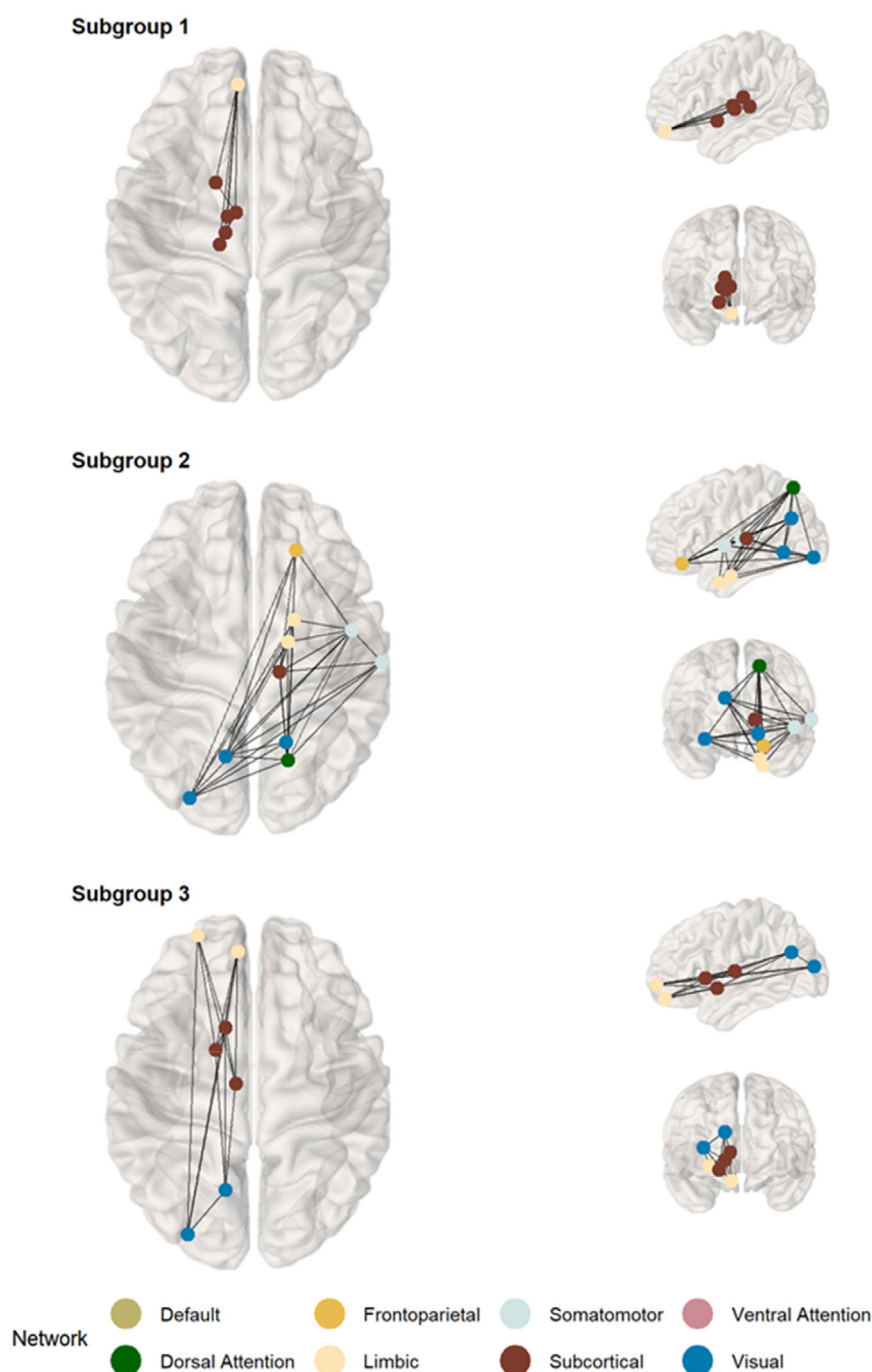 Subgroup 1
Subgroup 2
Subgroup 3
Default
Frontoparietal
Somatomotor
Ventral Attention
Network
Dorsal Attention
Limbic
Subcortical
Visual